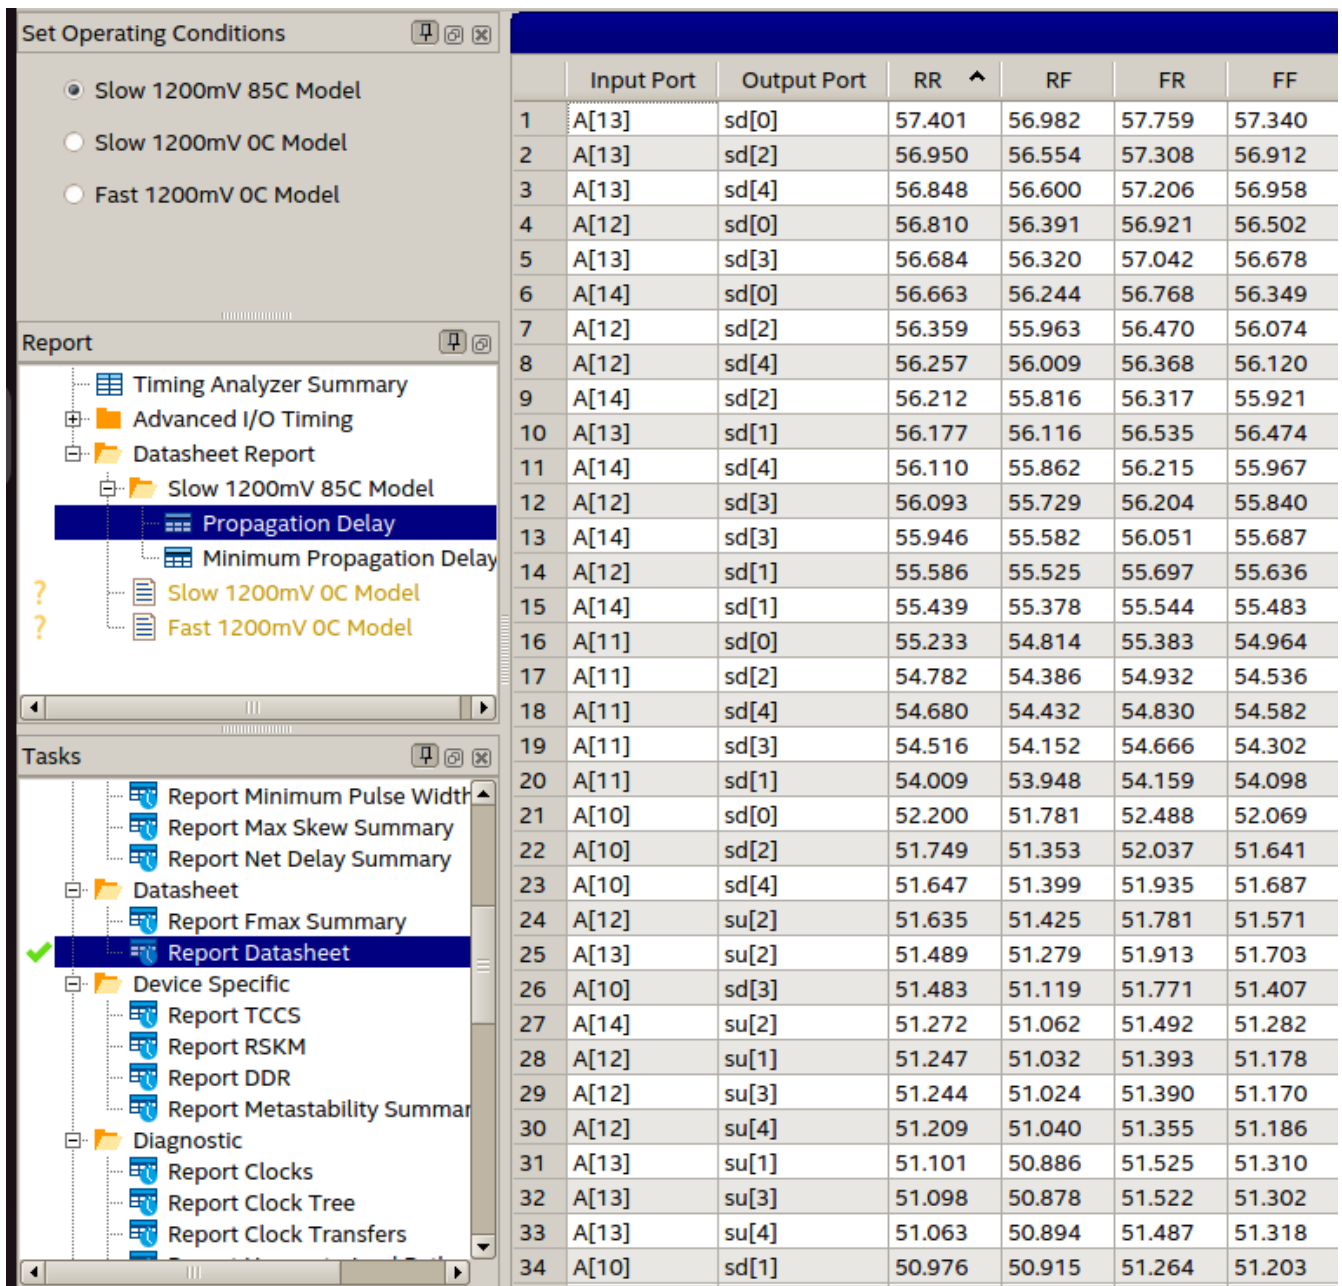 Set Operating Conditions
Slow 1200mV 85C Model
Slow 1200mV 0C Model
Fast 1200mV 0C Model
Report
Timing Analyzer Summary
Advanced I/O Timing
Datasheet Report
Slow 1200mV 85C Model
Propagation Delay
Minimum Propagation Delay
? Slow 1200mV 0C Model
? Fast 1200mV 0C Model
Tasks
Report Minimum Pulse Width
Report Max Skew Summary
Report Net Delay Summary
Datasheet
Report Fmax Summary
Report Datasheet
Device Specific
Report TCCS
Report RSKM
Report DDR
Report Metastability Summar
Diagnostic
Report Clocks
Report Clock Tree
Report Clock Transfers
Input Port Output Port RR RF FR FF
1 A[13] sd[0] 57.401 56.982 57.759 57.340
2 A[13] sd[2] 56.950 56.554 57.308 56.912
3 A[13] sd[4] 56.848 56.600 57.206 56.958
4 A[12] sd[0] 56.810 56.391 56.921 56.502
5 A[13] sd[3] 56.684 56.320 57.042 56.678
6 A[14] sd[0] 56.663 56.244 56.768 56.349
7 A[12] sd[2] 56.359 55.963 56.470 56.074
8 A[12] sd[4] 56.257 56.009 56.368 56.120
9 A[14] sd[2] 56.212 55.816 56.317 55.921
10 A[13] sd[1] 56.177 56.116 56.535 56.474
11 A[14] sd[4] 56.110 55.862 56.215 55.967
12 A[12] sd[3] 56.093 55.729 56.204 55.840
13 A[14] sd[3] 55.946 55.582 56.051 55.687
14 A[12] sd[1] 55.586 55.525 55.697 55.636
15 A[14] sd[1] 55.439 55.378 55.544 55.483
16 A[11] sd[0] 55.233 54.814 55.383 54.964
17 A[11] sd[2] 54.782 54.386 54.932 54.536
18 A[11] sd[4] 54.680 54.432 54.830 54.582
19 A[11] sd[3] 54.516 54.152 54.666 54.302
20 A[11] sd[1] 54.009 53.948 54.159 54.098
21 A[10] sd[0] 52.200 51.781 52.488 52.069
22 A[10] sd[2] 51.749 51.353 52.037 51.641
23 A[10] sd[4] 51.647 51.399 51.935 51.687
24 A[12] su[2] 51.635 51.425 51.781 51.571
25 A[13] su[2] 51.489 51.279 51.913 51.703
26 A[10] sd[3] 51.483 51.119 51.771 51.407
27 A[14] su[2] 51.272 51.062 51.492 51.282
28 A[12] su[1] 51.247 51.032 51.393 51.178
29 A[12] su[3] 51.244 51.024 51.390 51.170
30 A[12] su[4] 51.209 51.040 51.355 51.186
31 A[13] su[1] 51.101 50.886 51.525 51.310
32 A[13] su[3] 51.098 50.878 51.522 51.302
33 A[13] su[4] 51.063 50.894 51.487 51.318
34 A[10] sd[1] 50.976 50.915 51.264 51.203